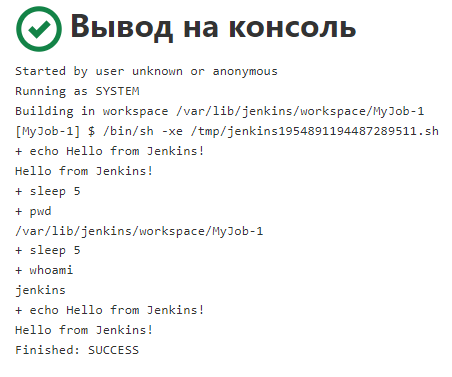 Вывод на консоль
Started by user unknown or anonymous
Running as SYSTEM
Building in workspace /var/lib/jenkins/workspace/MyJob-1
[MyJob-1] $ /bin/sh -xe /tmp/jenkins1954891194487289511.sh
+ echo Hello from Jenkins!
Hello from Jenkins!
+ sleep 5
+ pwd
/var/lib/jenkins/workspace/MyJob-1
+ sleep 5
+ whoami
jenkins
+ echo Hello from Jenkins!
Hello from Jenkins!
Finished: SUCCESS